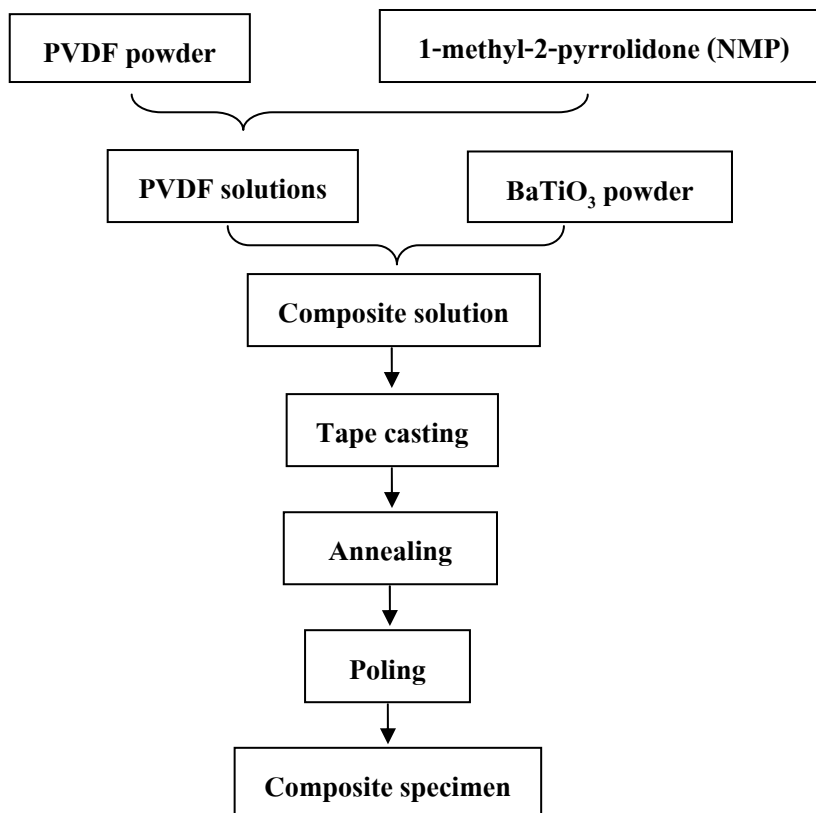 PVDF powder
1-methyl-2-pyrrolidone (NMP)
PVDF solutions
BaTiO₃ powder
Composite solution
Tape casting
Annealing
Poling
Composite specimen